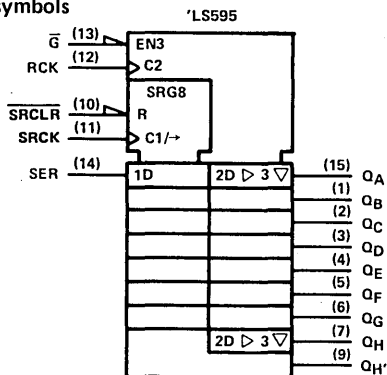 symbols
'LS595
G̅ (13) EN3
RCK (12) C2
SRG8
S̅R̅C̅L̅R̅ (10) R
SRCK (11) C1/→
SER (14) 1D 2D ▷ 3 ▽ (15) QA
(1) QB
(2) QC
(3) QD
(4) QE
(5) QF
(6) QG
2D ▷ 3 ▽ (7) QH
(9) QH'